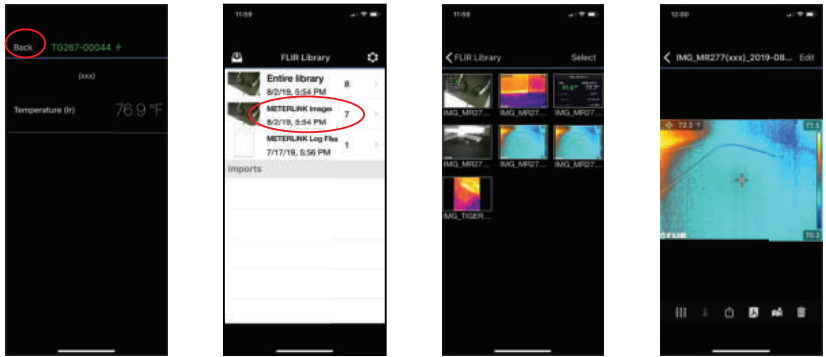 Back TG267-00044
(xxx)
Temperature (Ir) 76.9 °F
11:59
FLIR Library
Entire library 8
8/2/19, 5:54 PM
METERLINK Images 7
8/2/19, 5:54 PM
METERLINK Log Files 1
7/17/19, 5:56 PM
Imports
11:59
FLIR Library Select
IMG_MR27... IMG_MR27... IMG_MR27...
IMG_MR27... IMG_MR27... IMG_MR27...
IMG_TIGER...
12:00
IMG_MR277(xxx)_2019-08... Edit
72.3 °F 77.5
FLIR 70.3